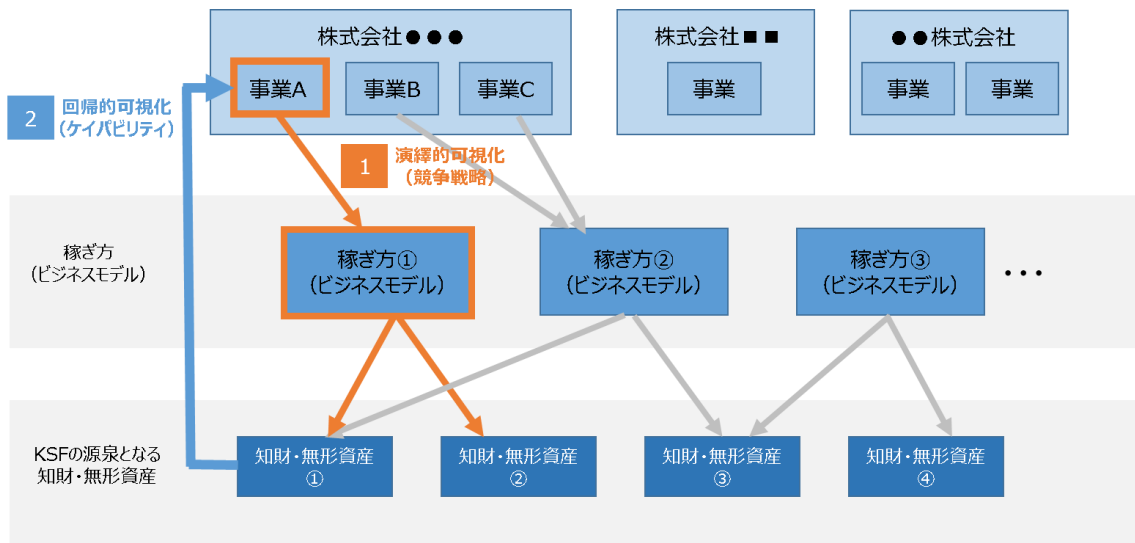 株式会社●●●
事業A
事業B
事業C
株式会社■■
事業
●●株式会社
事業
事業
2
回帰的可視化
（ケイパビリティ）
1
演繹的可視化
（競争戦略）
稼ぎ方
（ビジネスモデル）
稼ぎ方①
（ビジネスモデル）
稼ぎ方②
（ビジネスモデル）
稼ぎ方③
（ビジネスモデル）
・・・
KSFの源泉となる
知財・無形資産
知財・無形資産
①
知財・無形資産
②
知財・無形資産
③
知財・無形資産
④